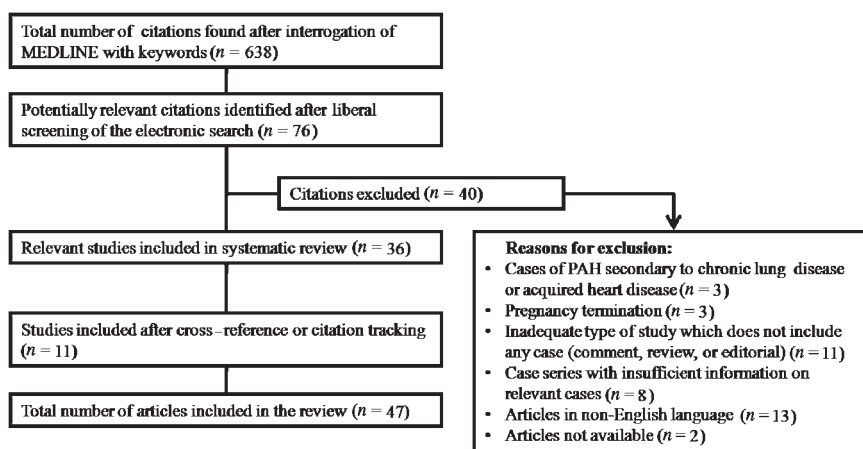 Total number of citations found after interrogation of
MEDLINE with keywords (n = 638)
Potentially relevant citations identified after liberal
screening of the electronic search (n = 76)
Citations excluded (n = 40)
Relevant studies included in systematic review (n = 36)
Studies included after cross-reference or citation tracking
(n = 11)
Total number of articles included in the review (n = 47)
Reasons for exclusion:
• Cases of PAH secondary to chronic lung disease
or acquired heart disease (n = 3)
• Pregnancy termination (n = 3)
• Inadequate type of study which does not include
any case (comment, review, or editorial) (n = 11)
• Case series with insufficient information on
relevant cases (n = 8)
• Articles in non-English language (n = 13)
• Articles not available (n = 2)